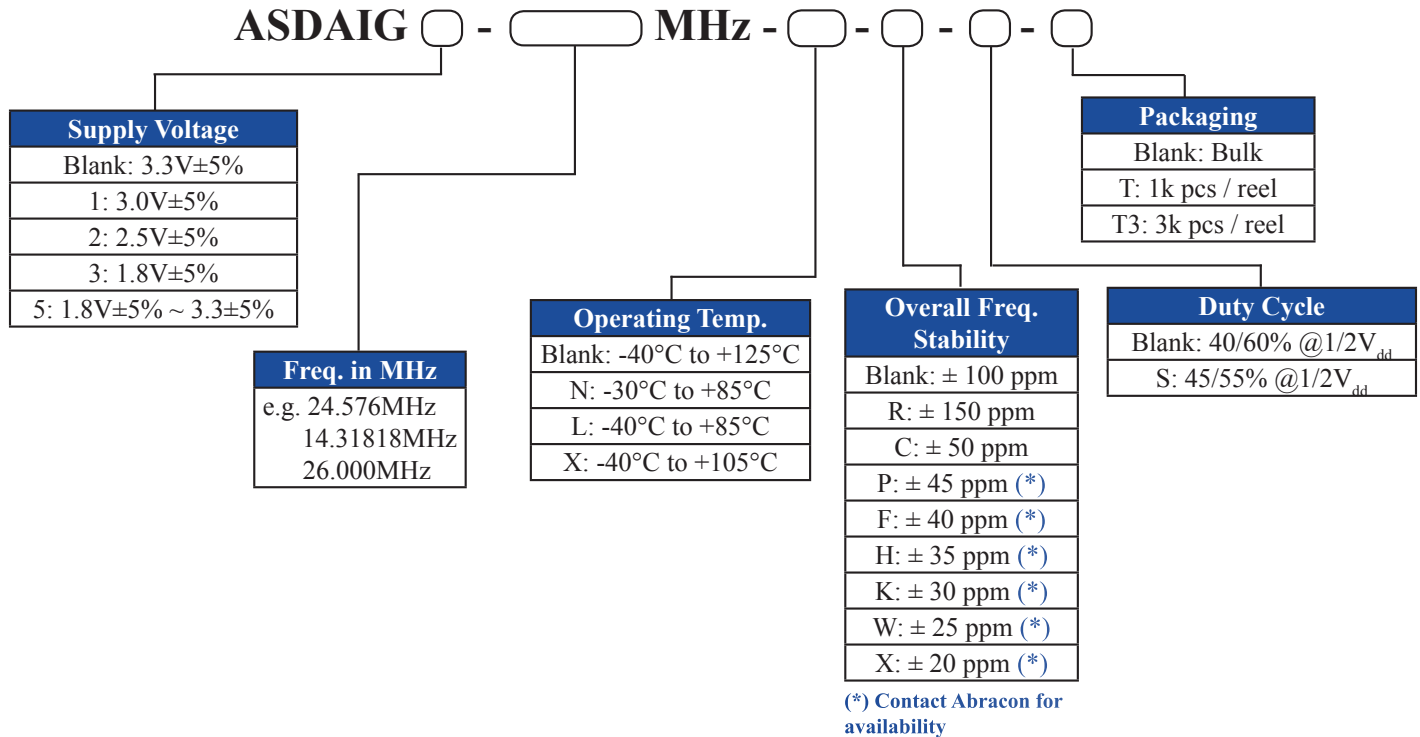 ASDAIG - MHz - - - -
Supply Voltage
Blank: 3.3V±5%
1: 3.0V±5%
2: 2.5V±5%
3: 1.8V±5%
5: 1.8V±5% ~ 3.3±5%
Freq. in MHz
e.g. 24.576MHz
14.31818MHz
26.000MHz
Operating Temp.
Blank: -40°C to +125°C
N: -30°C to +85°C
L: -40°C to +85°C
X: -40°C to +105°C
Overall Freq.
Stability
Blank: ± 100 ppm
R: ± 150 ppm
C: ± 50 ppm
P: ± 45 ppm (*)
F: ± 40 ppm (*)
H: ± 35 ppm (*)
K: ± 30 ppm (*)
W: ± 25 ppm (*)
X: ± 20 ppm (*)
(*) Contact Abracon for
availability
Duty Cycle
Blank: 40/60% @1/2Vdd
S: 45/55% @1/2Vdd
Packaging
Blank: Bulk
T: 1k pcs / reel
T3: 3k pcs / reel